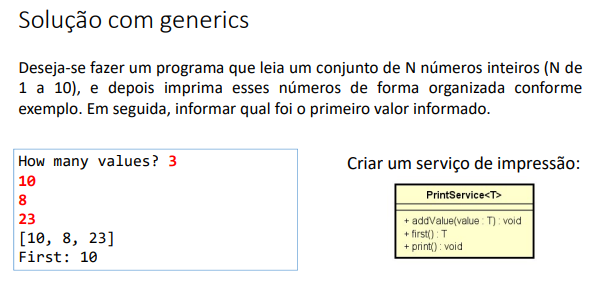 Solução com generics
Deseja-se fazer um programa que leia um conjunto de N números inteiros (N de
1 a 10), e depois imprima esses números de forma organizada conforme
exemplo. Em seguida, informar qual foi o primeiro valor informado.
How many values? 3
10
8
23
[10, 8, 23]
First: 10
Criar um serviço de impressão:
PrintService<T>
+ addValue(value : T) : void
+ first() : T
+ print() : void